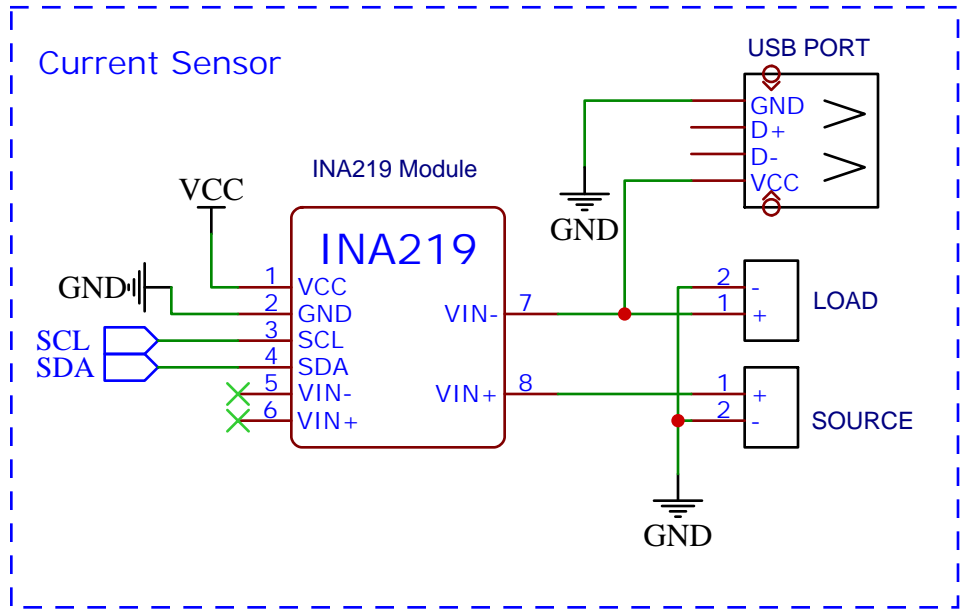 Current Sensor
USB PORT
GND
D+
D-
VCC
GND
INA219 Module
VCC
INA219
GND
1 VCC
2 GND
3 SCL
4 SDA
5 VIN-
6 VIN+
VIN- 7
VIN+ 8
SCL
SDA
2 -
1 +
LOAD
1 +
2 -
SOURCE
GND